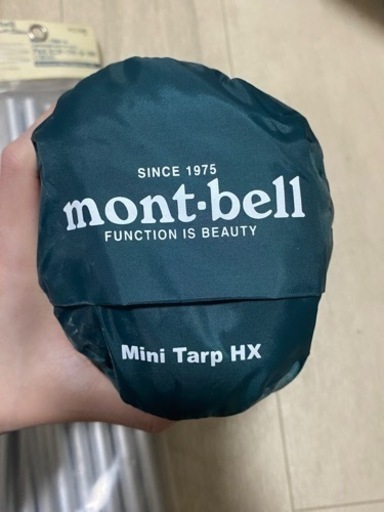 SINCE 1975
mont·bell
FUNCTION IS BEAUTY
Mini Tarp HX